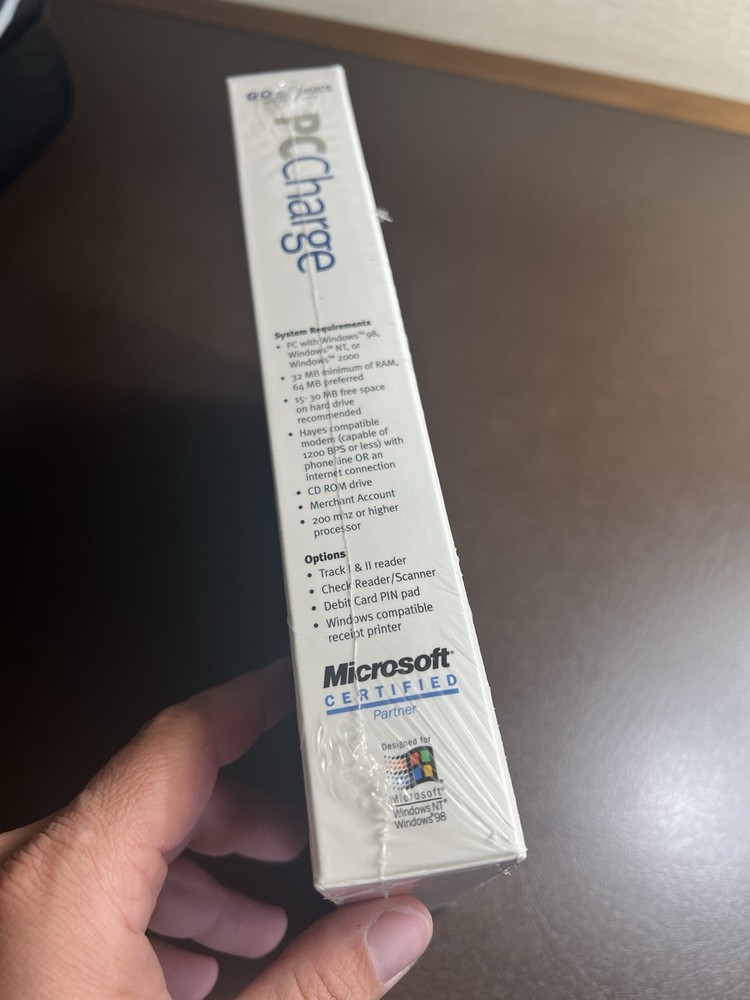 GO Software
PCCharge
System Requirements
• PC with Windows™ 98,
Windows™ NT, or
Windows™ 2000
• 32 MB minimum of RAM,
64 MB preferred
• 15-30 MB free space
on hard drive
recommended
• Hayes compatible
modem (capable of
1200 BPS or less) with
phone line OR an
internet connection
• CD ROM drive
• Merchant Account
• 200 mhz or higher
processor
Options
• Track I & II reader
• Check Reader/Scanner
• Debit Card PIN pad
• Windows compatible
receipt printer
Microsoft®
CERTIFIED
Partner
Designed for
Microsoft®
Windows NT®
Windows®98